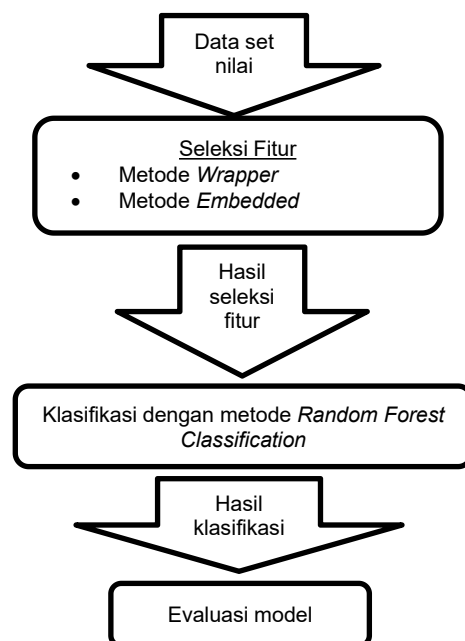 Data set
nilai
Seleksi Fitur
• Metode Wrapper
• Metode Embedded
Hasil
seleksi
fitur
Klasifikasi dengan metode Random Forest
Classification
Hasil
klasifikasi
Evaluasi model